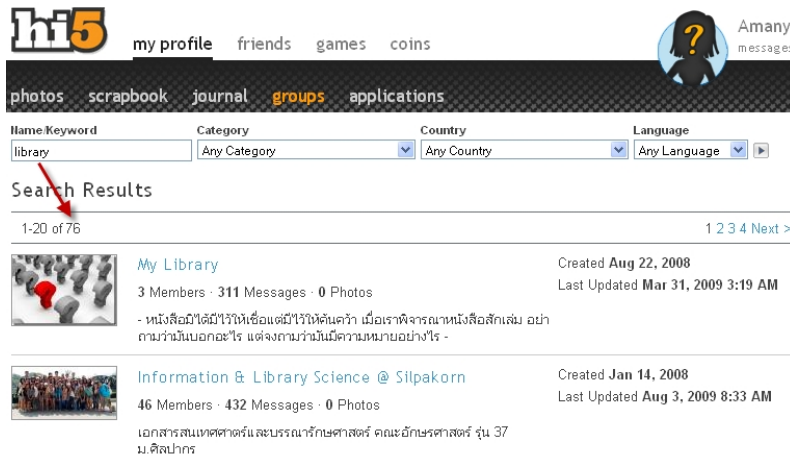 hi5
my profile friends games coins
Amany
messages
photos scrapbook journal groups applications
Name/Keyword Category Country Language
library Any Category Any Country Any Language
Search Results
1-20 of 76 1 2 3 4 Next >
My Library Created Aug 22, 2008
3 Members · 311 Messages · 0 Photos Last Updated Mar 31, 2009 3:19 AM
- หนังสือมิได้มีไว้ให้เชื่อแต่มีไว้ให้ค้นคว้า เมื่อเราพิจารณาหนังสือสักเล่ม อย่า
ถามว่ามันบอกอะไร แต่จงถามว่ามันมีความหมายอย่างไร -
Information & Library Science @ Silpakorn Created Jan 14, 2008
46 Members · 432 Messages · 0 Photos Last Updated Aug 3, 2009 8:33 AM
เอกสารสนเทศศาตร์และบรรณารักษศาสตร์ คณะอักษรศาสตร์ รุ่น 37
ม.ศิลปากร